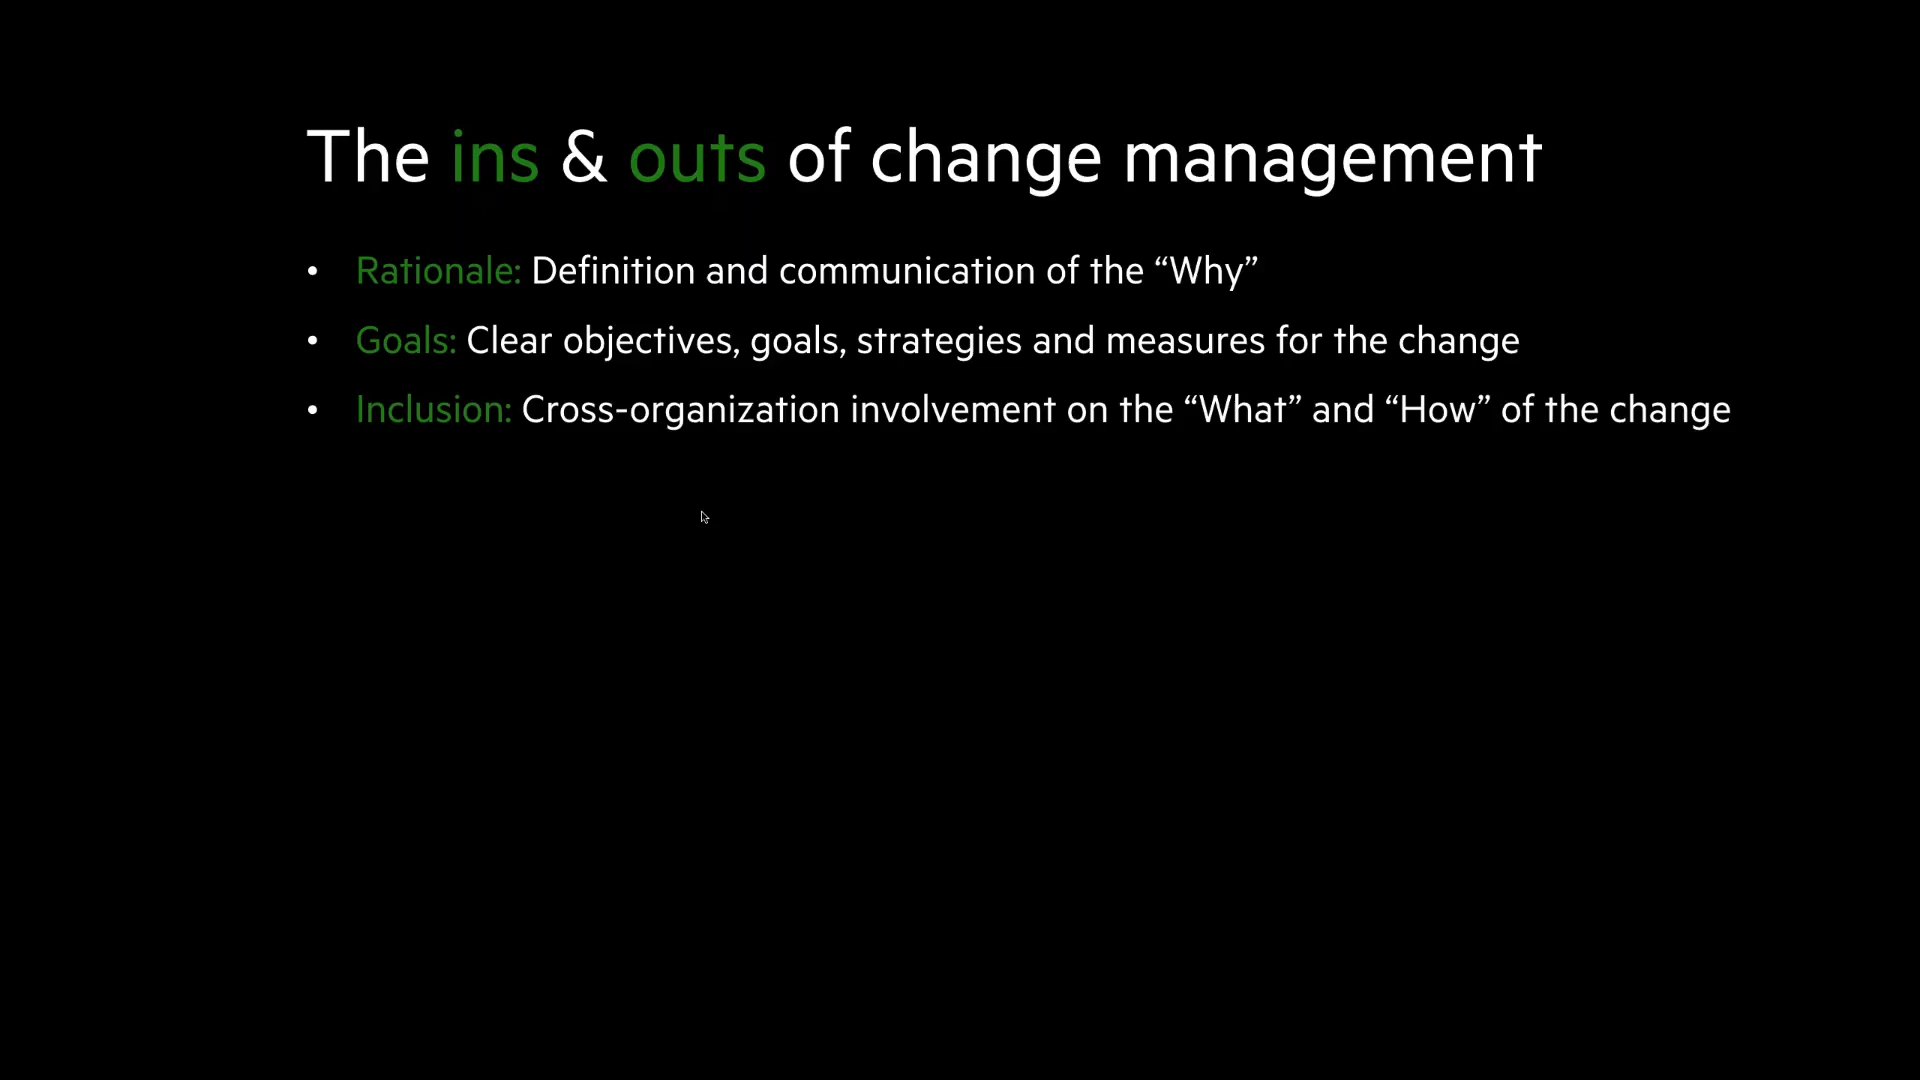 The ins & outs of change management
• Rationale: Definition and communication of the “Why”
• Goals: Clear objectives, goals, strategies and measures for the change
• Inclusion: Cross-organization involvement on the “What” and “How” of the change